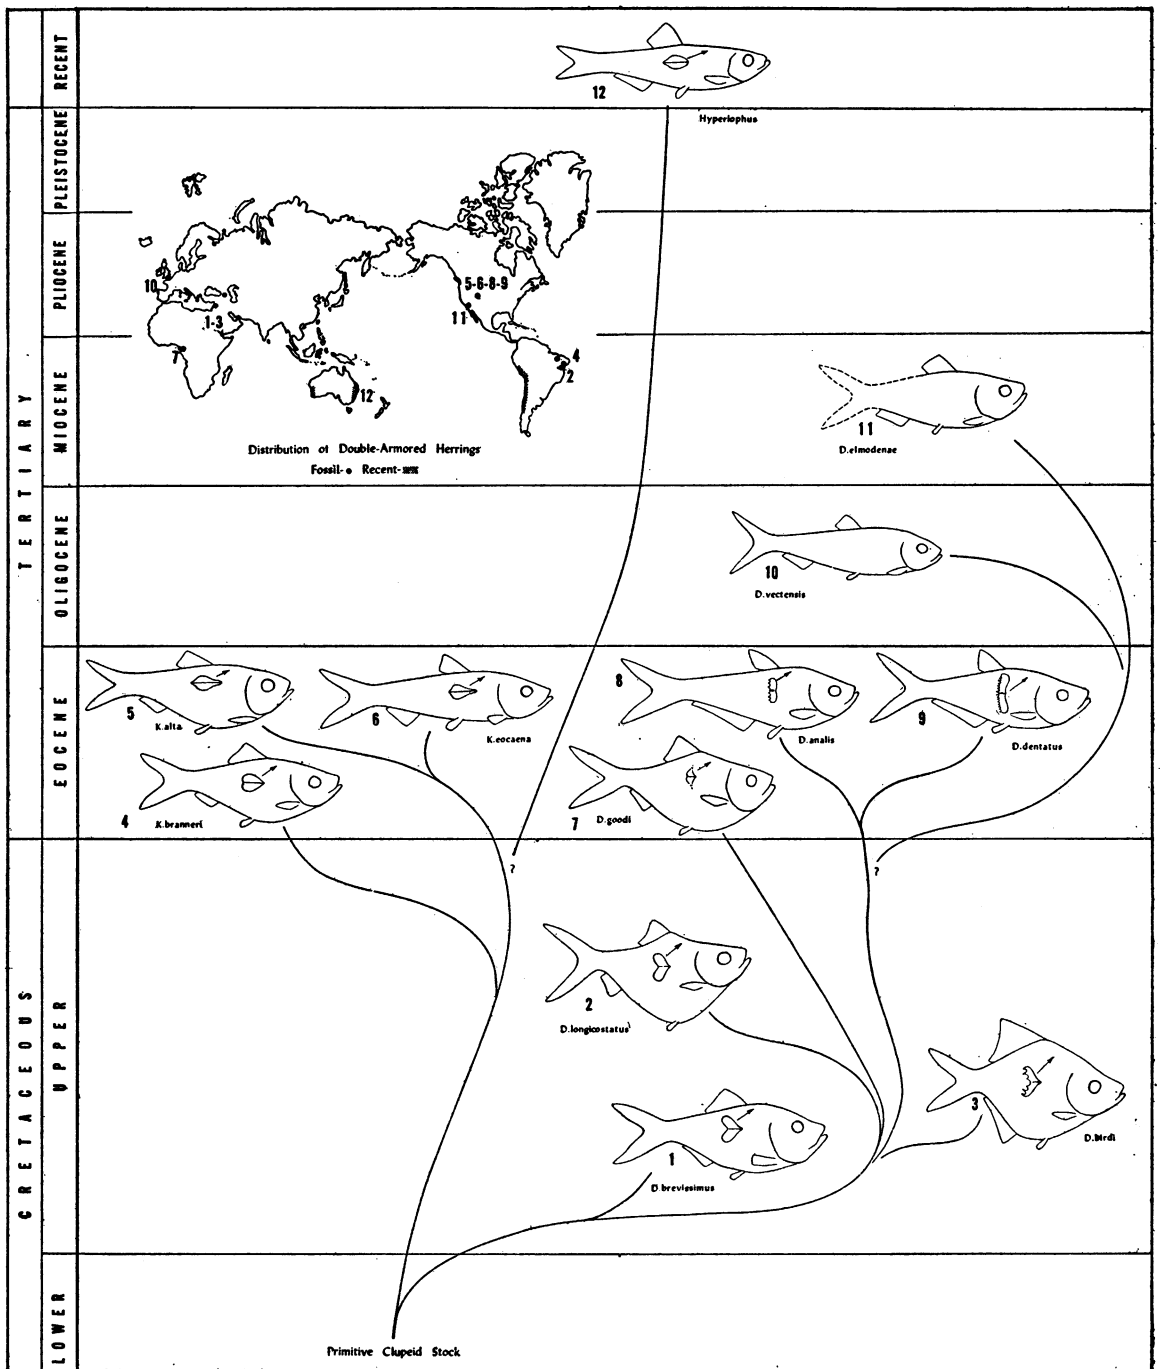 RECENT
PLEISTOCENE
PLIOCENE
MIOCENE
OLIGOCENE
EOCENE
UPPER
LOWER
TERTIARY
CRETACEOUS
12
Hyperlophus
10
1-3
7
12
5-6-8-9
11
4
2
Distribution of Double-Armored Herrings
Fossil- Recent-
11
D.elmodenae
10
D.vectensis
5
K.alta
6
K.eocaena
8
D.analis
9
D.dentatus
4
K.branneri
7
D.goodi
?
?
2
D.longicostatus
3
D.birdi
1
D.brevissimus
Primitive Clupeid Stock